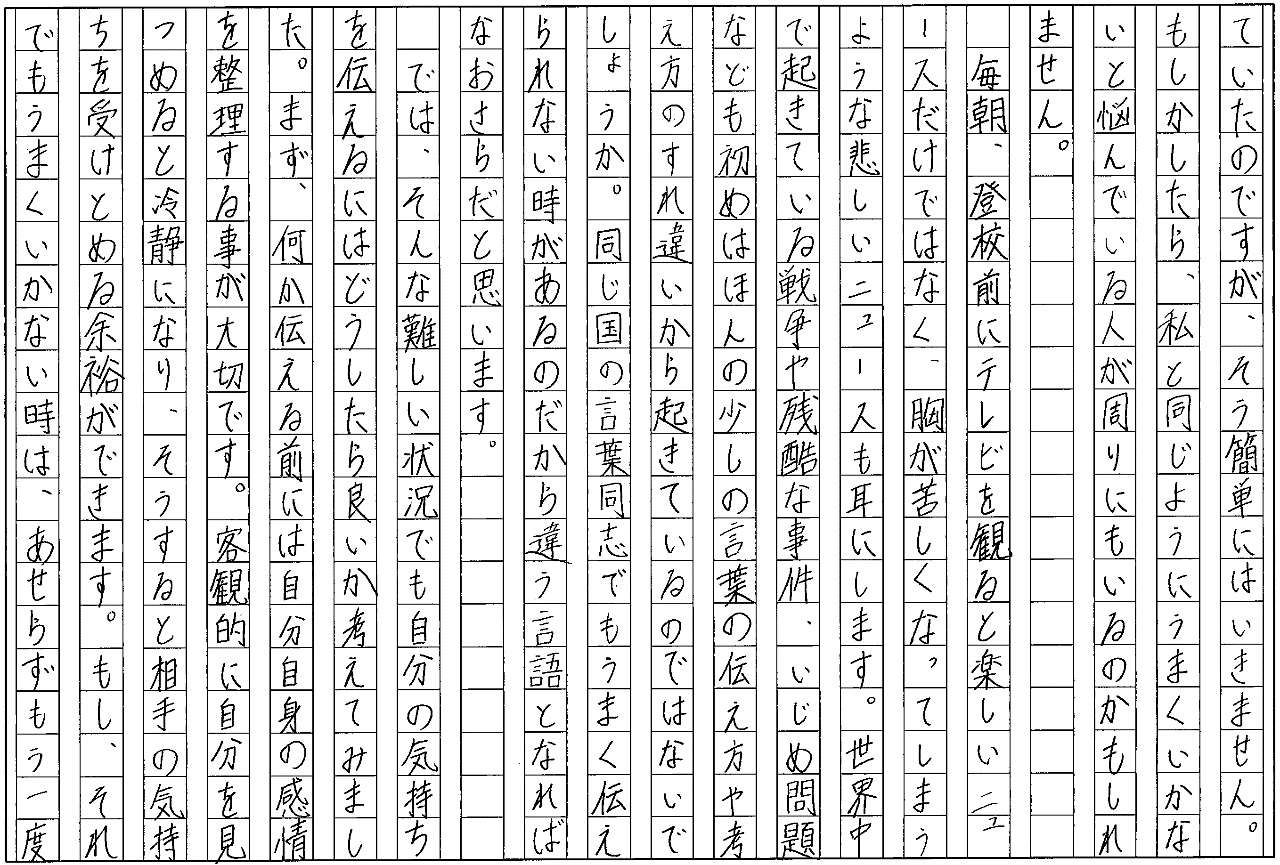 ていたのですが、そう簡単にはいきません。
もしかしたら、私と同じようにうまくいかな
いと悩んでいる人が周りにもいるのかもしれ
ません。
毎朝、登校前にテレビを観ると楽しいニュ
ースだけではなく、胸が苦しくなってしまう
ような悲しいニュースも耳にします。世界中
で起きている戦争や残酷な事件、いじめ問題
なども初めはほんの少しの言葉の伝え方や考
え方のすれ違いから起きているのではないで
しょうか。同じ国の言葉同志でもうまく伝え
られない時があるのだから違う言語となれば
なおさらだと思います。
では、そんな難しい状況でも自分の気持ち
を伝えるにはどうしたら良いか考えてみまし
た。まず、何か伝える前には自分自身の感情
を整理する事が大切です。客観的に自分を見
つめると冷静になり、そうすると相手の気持
ちを受けとめる余裕ができます。もし、それ
でもうまくいかない時は、あせらずもう一度